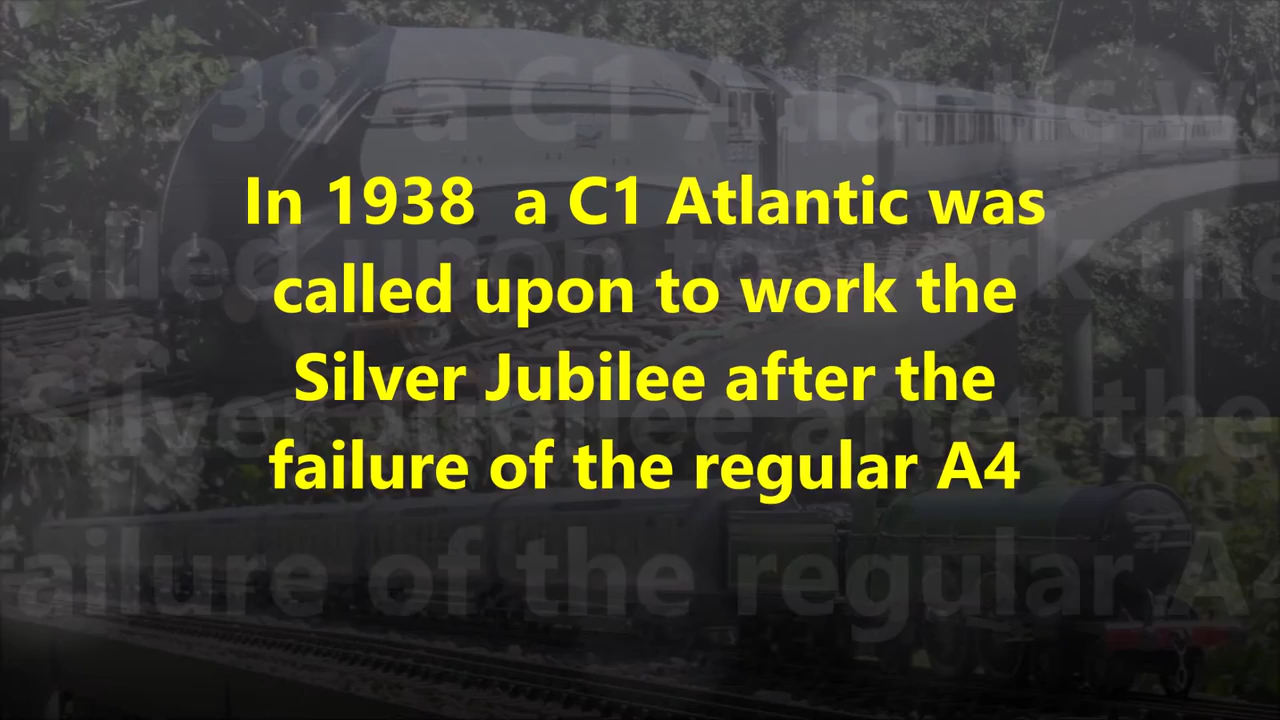 In 1938  a C1 Atlantic was
called upon to work the
Silver Jubilee after the
failure of the regular A4